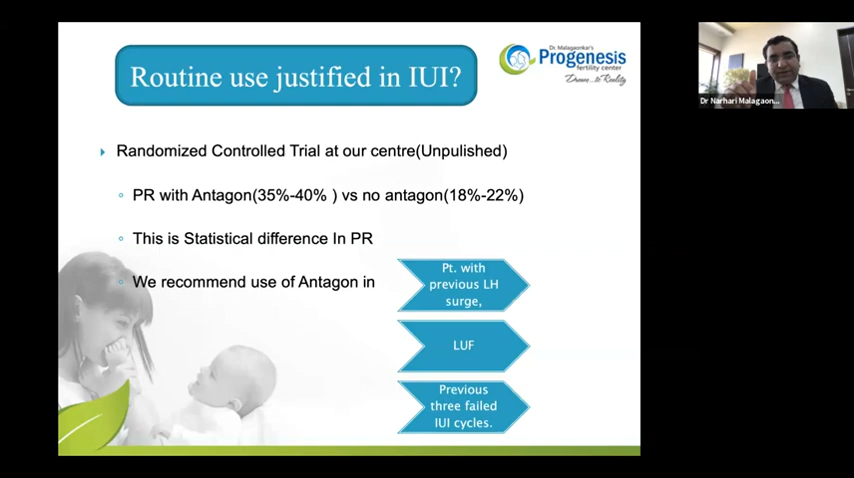 Routine use justified in IUI?
Dr. Malagaonkar's
Progenesis
fertility center
Dream...to Reality
Randomized Controlled Trial at our centre(Unpulished)
PR with Antagon(35%-40% ) vs no antagon(18%-22%)
This is Statistical difference In PR
We recommend use of Antagon in
Pt. with
previous LH
surge,
LUF
Previous
three failed
IUI cycles.
Dr Narhari Malagaon...